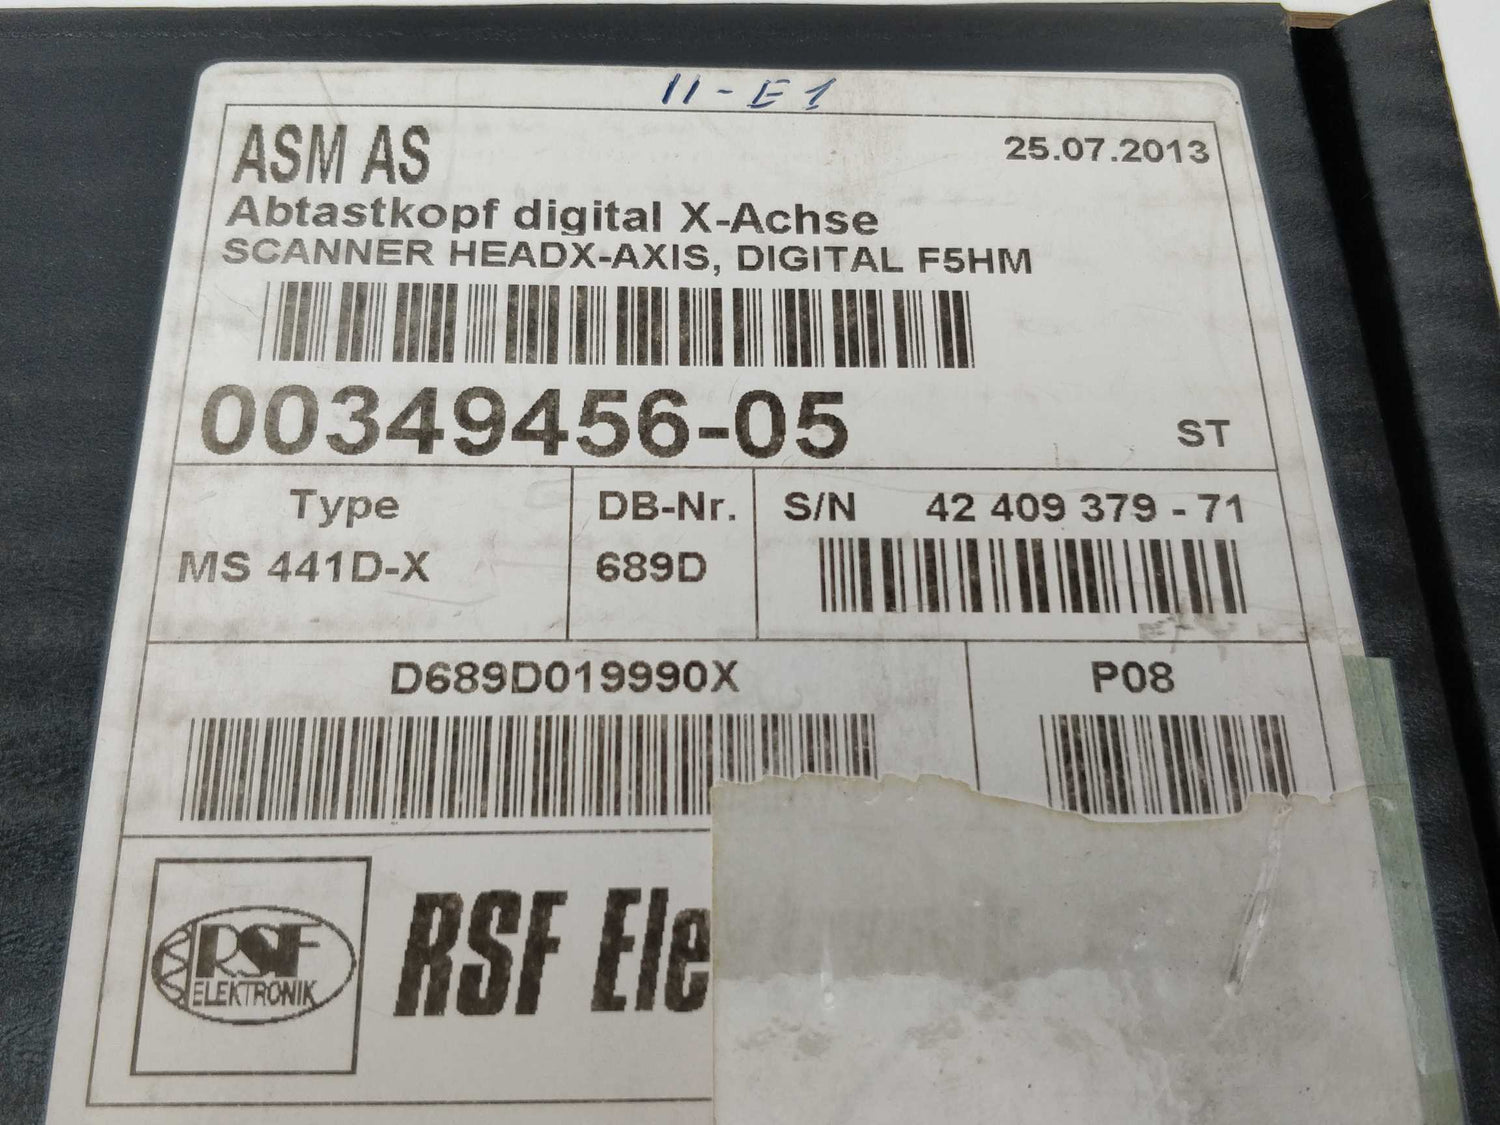 11-E1
ASM AS
25.07.2013
Abtastkopf digital X-Achse
SCANNER HEADX-AXIS, DIGITAL F5HM
00349456-05
ST
Type
DB-Nr.
S/N 42 409 379 - 71
MS 441D-X
689D
D689D019990X
P08
RSF
ELEKTRONIK
RSF Ele